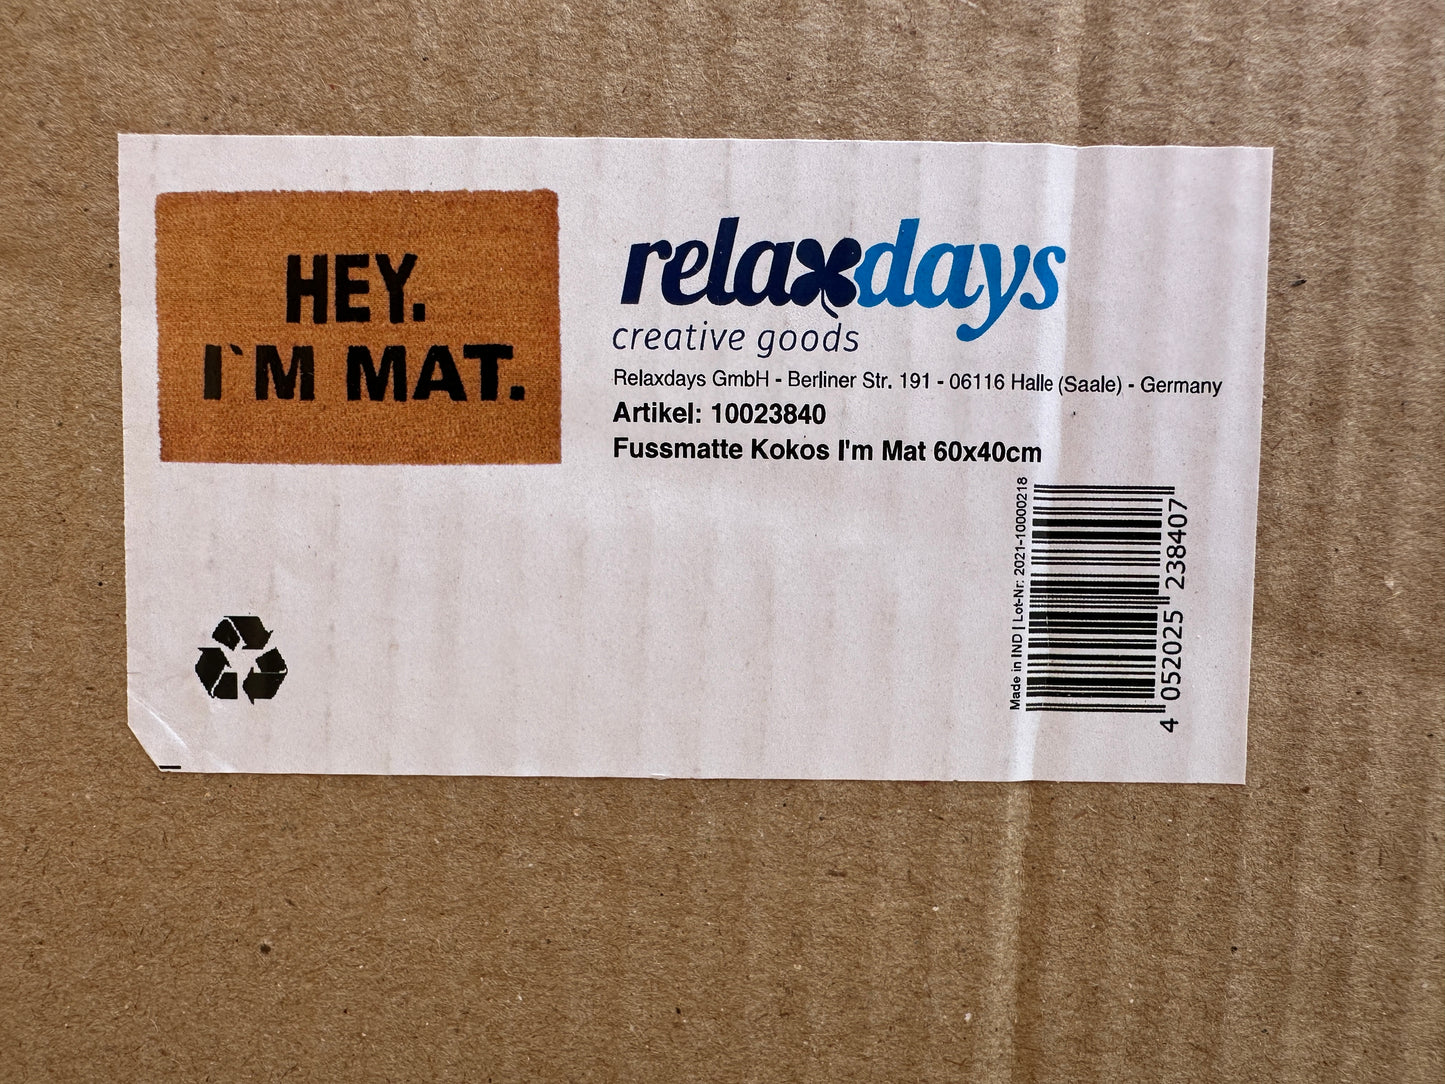 HEY.
I`M MAT.
relaxdays
creative goods
Relaxdays GmbH - Berliner Str. 191 - 06116 Halle (Saale) - Germany
Artikel: 10023840
Fussmatte Kokos I'm Mat 60x40cm
Made in IND | Lot-Nr: 2021-10000218
4 052025 238407